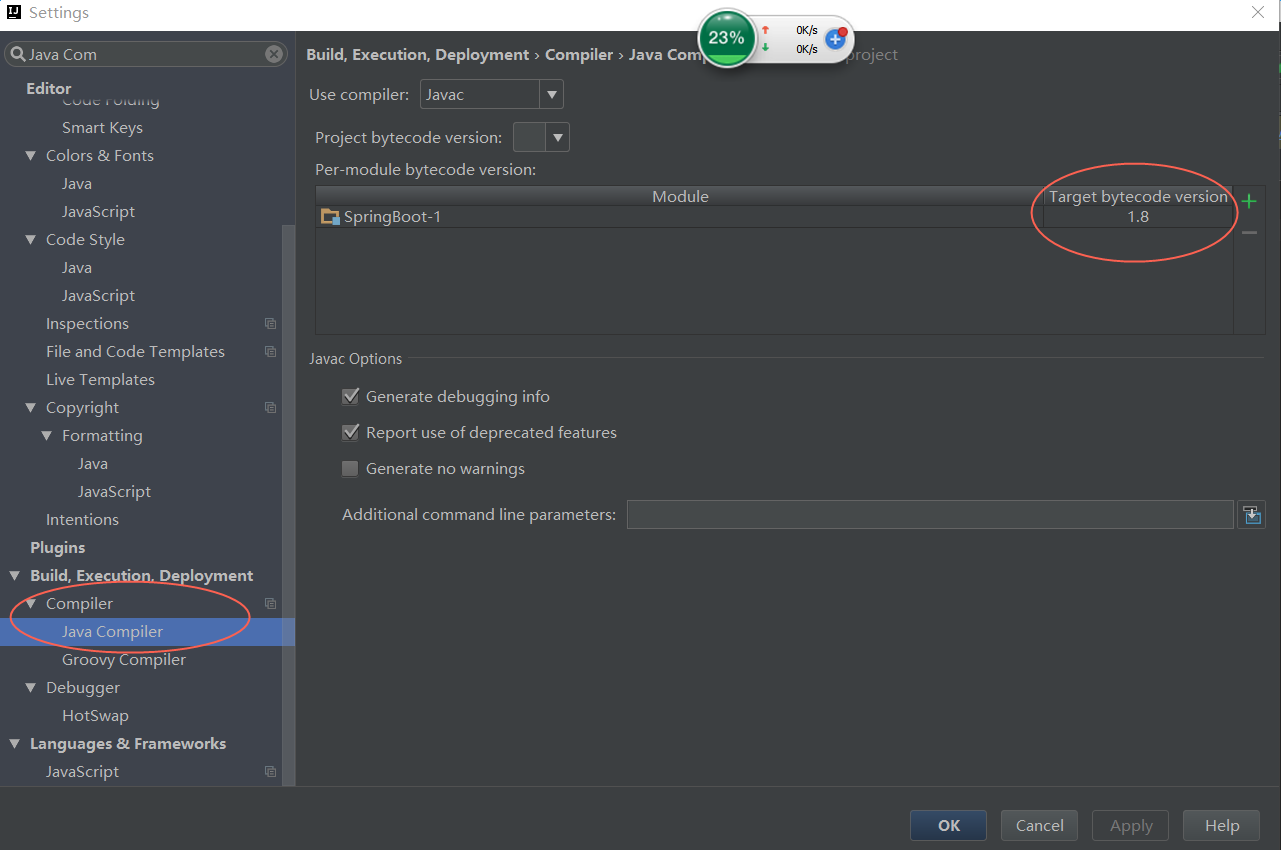 Settings
Java Com
Editor
Code Folding
Smart Keys
Colors & Fonts
Java
JavaScript
Code Style
Java
JavaScript
Inspections
File and Code Templates
Live Templates
Copyright
Formatting
Java
JavaScript
Intentions
Plugins
Build, Execution, Deployment
Compiler
Java Compiler
Groovy Compiler
Debugger
HotSwap
Languages & Frameworks
JavaScript
Build, Execution, Deployment › Compiler › Java Com project
23%
0K/s
0K/s
Use compiler: Javac
Project bytecode version:
Per-module bytecode version:
Module Target bytecode version
SpringBoot-1 1.8
Javac Options
Generate debugging info
Report use of deprecated features
Generate no warnings
Additional command line parameters:
OK Cancel Apply Help